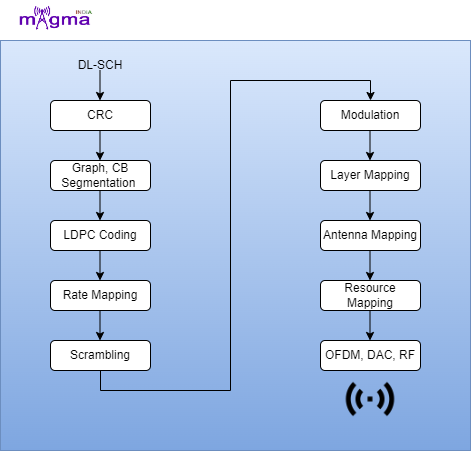 INDIA
magma
DL-SCH
CRC
Graph, CB
Segmentation
LDPC Coding
Rate Mapping
Scrambling
Modulation
Layer Mapping
Antenna Mapping
Resource
Mapping
OFDM, DAC, RF